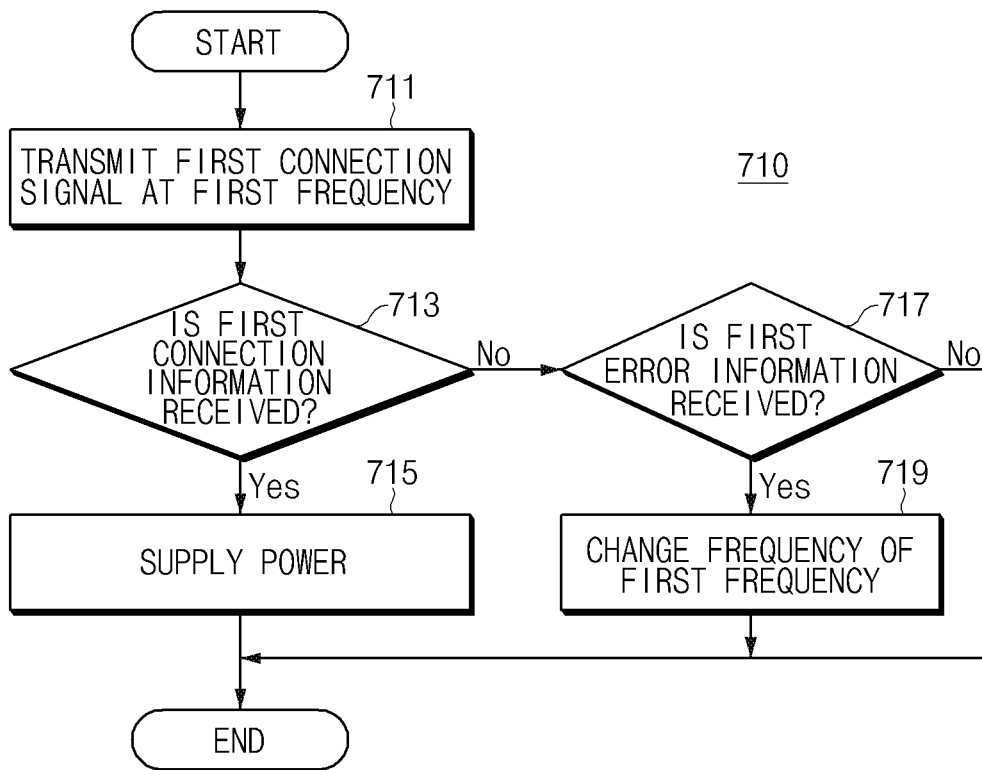 START
711
TRANSMIT FIRST CONNECTION
SIGNAL AT FIRST FREQUENCY
710
713
IS FIRST
CONNECTION
INFORMATION
RECEIVED?
No
717
IS FIRST
ERROR INFORMATION
RECEIVED?
No
Yes
715
SUPPLY POWER
Yes
719
CHANGE FREQUENCY OF
FIRST FREQUENCY
END